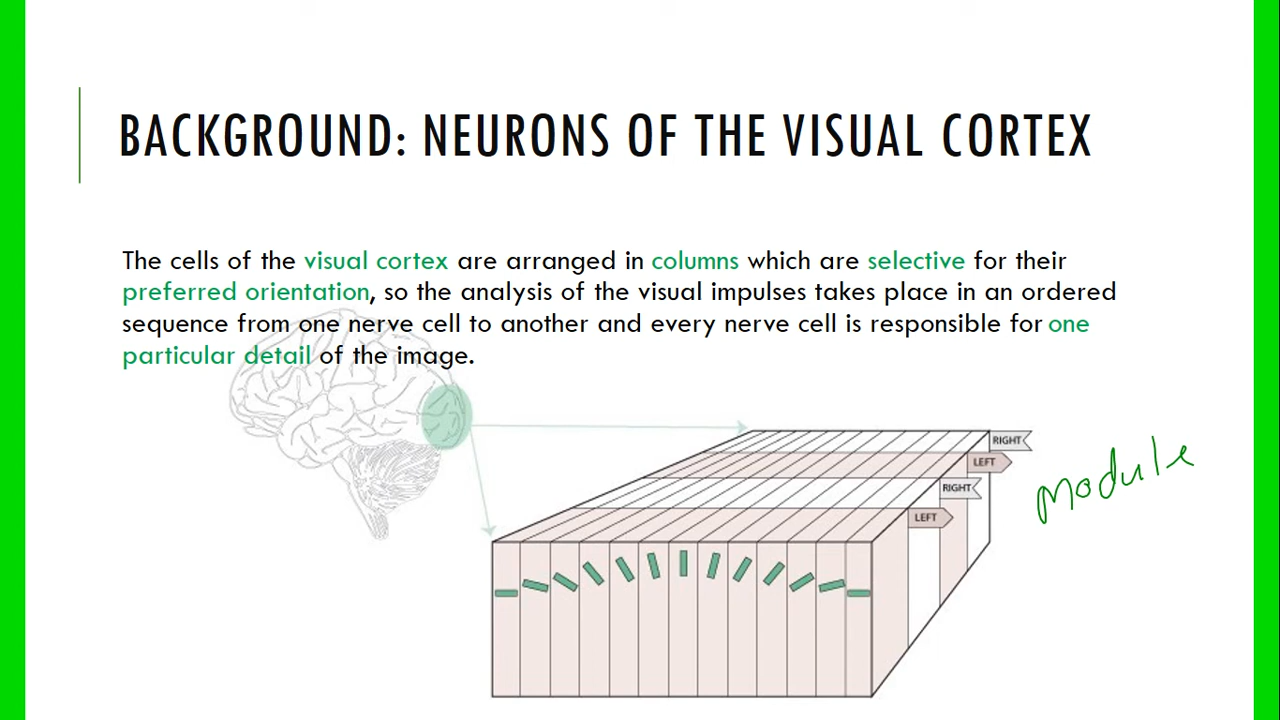 BACKGROUND: NEURONS OF THE VISUAL CORTEX
The cells of the visual cortex are arranged in columns which are selective for their
preferred orientation, so the analysis of the visual impulses takes place in an ordered
sequence from one nerve cell to another and every nerve cell is responsible for one
particular detail of the image.
RIGHT
LEFT
RIGHT
LEFT
Module